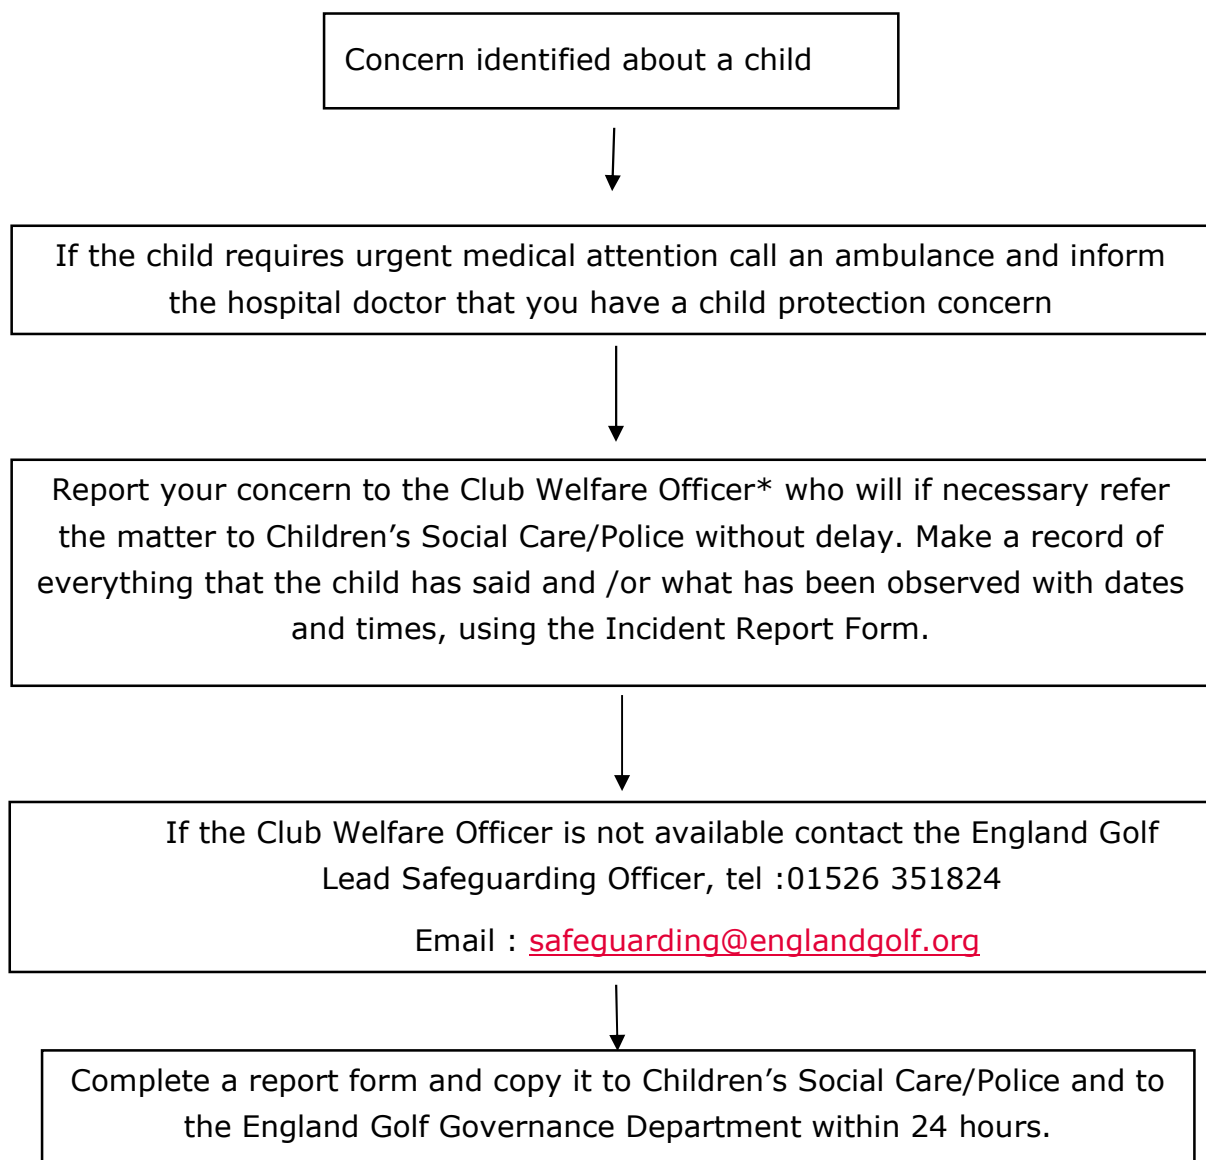 Concern identified about a child
If the child requires urgent medical attention call an ambulance and inform
the hospital doctor that you have a child protection concern
Report your concern to the Club Welfare Officer* who will if necessary refer
the matter to Children’s Social Care/Police without delay. Make a record of
everything that the child has said and /or what has been observed with dates
and times, using the Incident Report Form.
If the Club Welfare Officer is not available contact the England Golf
Lead Safeguarding Officer, tel :01526 351824
Email : safeguarding@englandgolf.org
Complete a report form and copy it to Children’s Social Care/Police and to
the England Golf Governance Department within 24 hours.